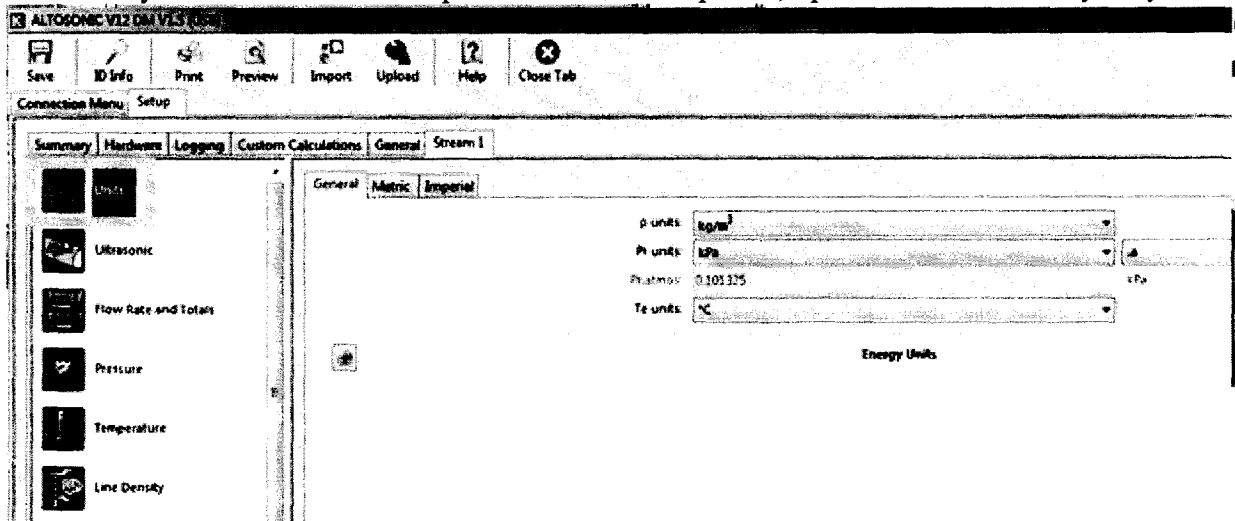 ALTOSONIC V12 DM V1.3
Save ID Info Print Preview Import Upload Help Close Tab
Connection Menu Setup
Summary Hardware Logging Custom Calculations General Stream 1
Units
General Metric Imperial
ρ units: kg/m³
Pr units: kPa .a
Pr.atmos: 0.101325 kPa
Te units: °C
Energy Units
Ultrasonic
Flow Rate and Totals
Pressure
Temperature
Line Density